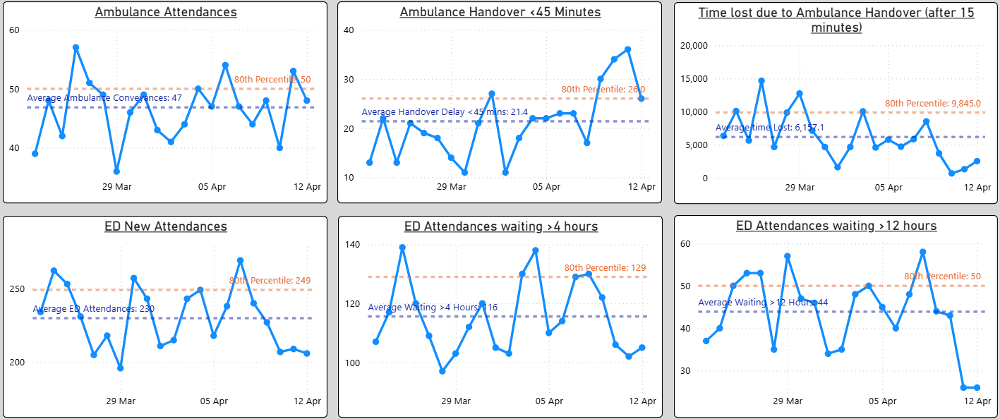 Ambulance Attendances
60
50
40
80th Percentile: 50
Average Ambulance Conveyances: 47
29 Mar
05 Apr
12 Apr
Ambulance Handover <45 Minutes
40
30
20
10
80th Percentile: 26.0
Average Handover Delay <45 mins: 21.4
29 Mar
05 Apr
12 Apr
Time lost due to Ambulance Handover (after 15
minutes)
20,000
15,000
10,000
5,000
0
80th Percentile: 9,845.0
Average time Lost: 6,157.1
29 Mar
05 Apr
12 Apr
ED New Attendances
250
200
80th Percentile: 249
Average ED Attendances: 230
29 Mar
05 Apr
12 Apr
ED Attendances waiting >4 hours
140
120
100
80th Percentile: 129
Average Waiting >4 Hours: 116
29 Mar
05 Apr
12 Apr
ED Attendances waiting >12 hours
60
50
40
30
80th Percentile: 50
Average Waiting >12 Hours: 44
29 Mar
05 Apr
12 Apr